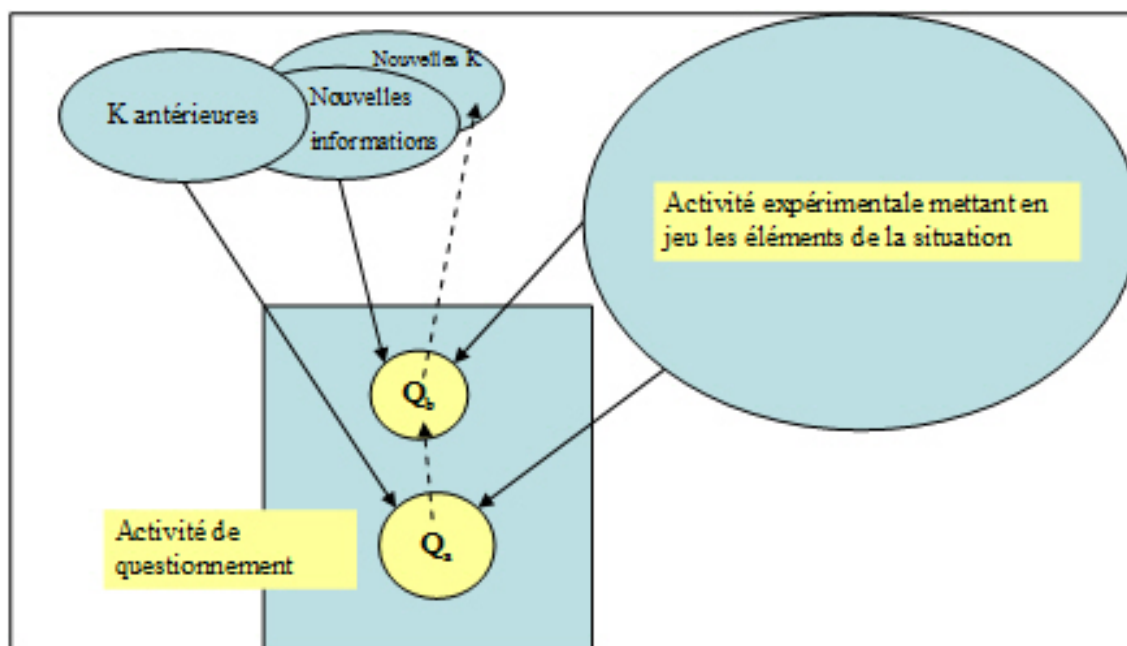 Nouvelles K
K antérieures
Nouvelles
informations
Activité expérimentale mettant en
jeu les éléments de la situation
Qb
Activité de
questionnement
Qa